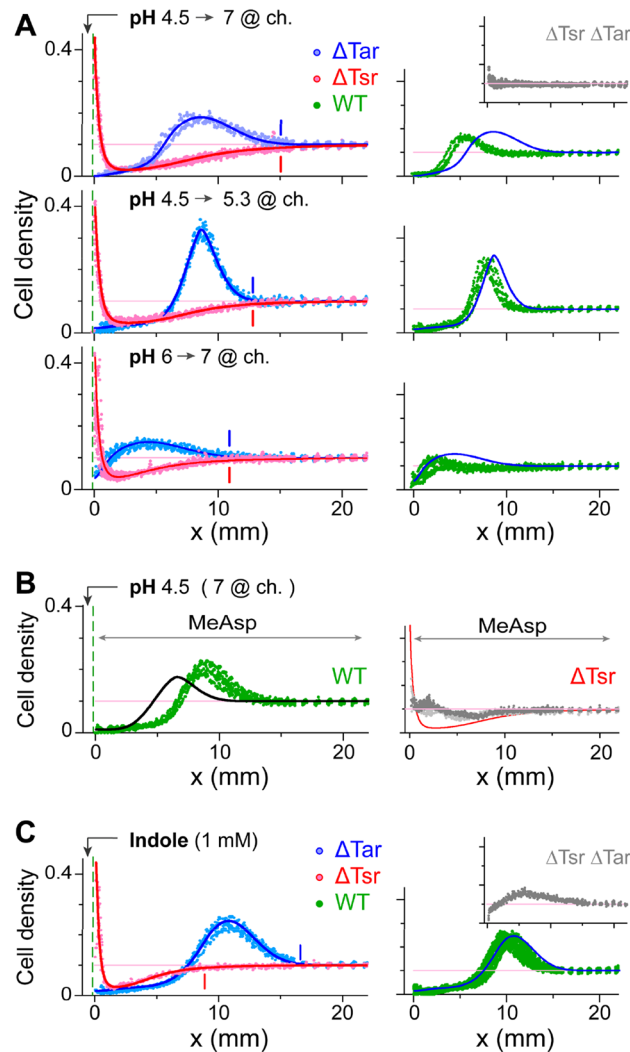 A
pH 4.5 → 7 @ ch.
0.4
0
ΔTar
ΔTsr
WT
ΔTsr ΔTar
pH 4.5 → 5.3 @ ch.
0.4
0
Cell density
pH 6 → 7 @ ch.
0.4
0
0 10 20
x (mm)
0 10 20
x (mm)
B
pH 4.5 ( 7 @ ch. )
0.4
0
Cell density
MeAsp
WT
0 10 20
x (mm)
MeAsp
ΔTsr
0 10 20
x (mm)
C
Indole (1 mM)
0.4
0
Cell density
ΔTar
ΔTsr
WT
ΔTsr ΔTar
0 10 20
x (mm)
0 10 20
x (mm)